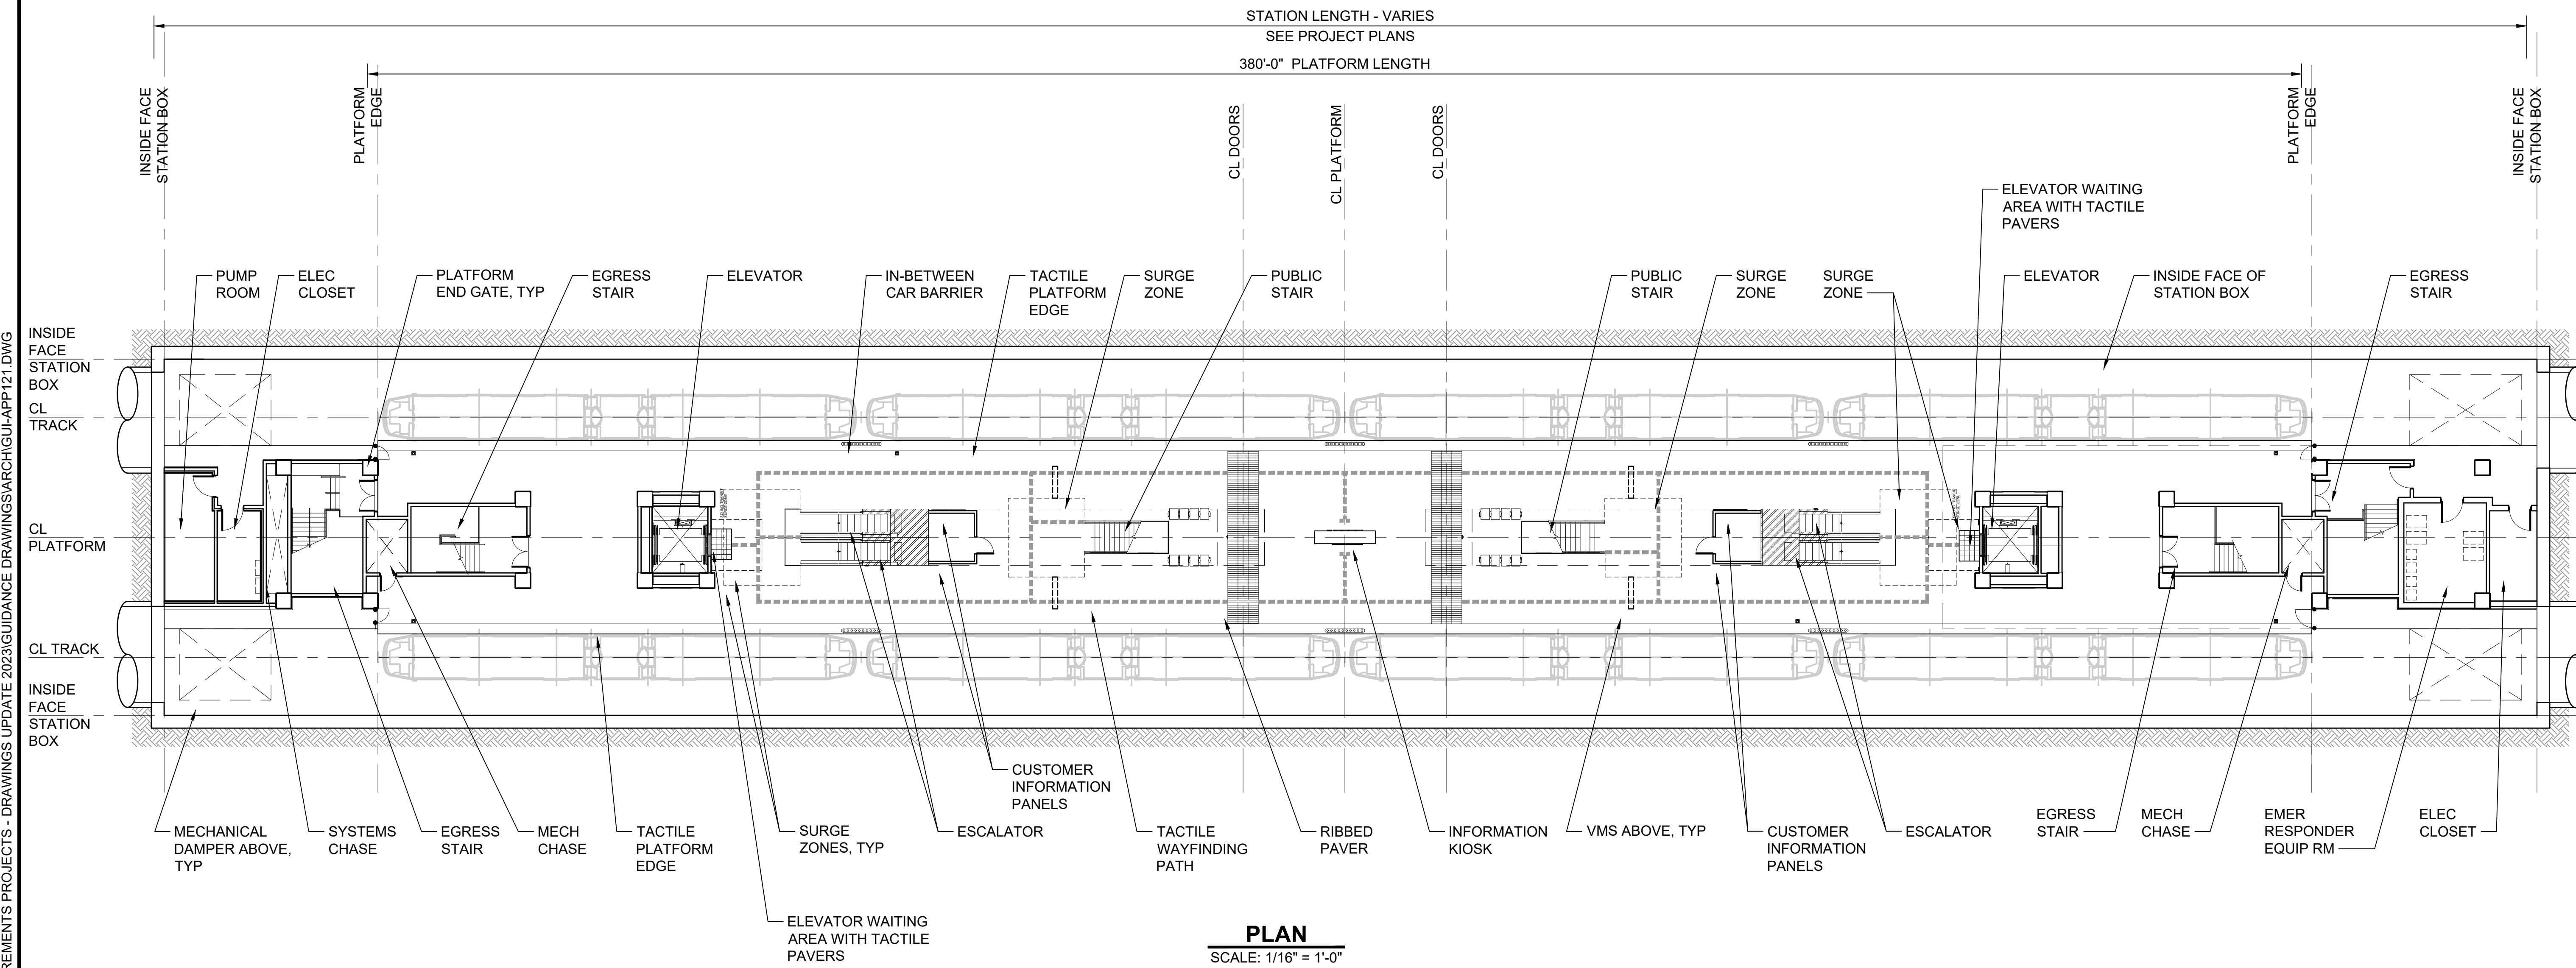 STATION LENGTH - VARIES
SEE PROJECT PLANS
380'-0" PLATFORM LENGTH
INSIDE FACE
STATION BOX
PLATFORM
EDGE
CL DOORS
CL PLATFORM
CL DOORS
PLATFORM
EDGE
INSIDE FACE
STATION BOX
ELEVATOR WAITING
AREA WITH TACTILE
PAVERS
PUMP
ROOM
ELEC
CLOSET
PLATFORM
END GATE, TYP
EGRESS
STAIR
ELEVATOR
IN-BETWEEN
CAR BARRIER
TACTILE
PLATFORM
EDGE
SURGE
ZONE
PUBLIC
STAIR
PUBLIC
STAIR
SURGE
ZONE
SURGE
ZONE
ELEVATOR
INSIDE FACE OF
STATION BOX
EGRESS
STAIR
INSIDE
FACE
STATION
BOX
CL
TRACK
CL
PLATFORM
CL TRACK
INSIDE
FACE
STATION
BOX
CUSTOMER
INFORMATION
PANELS
MECHANICAL
DAMPER ABOVE,
TYP
SYSTEMS
CHASE
EGRESS
STAIR
MECH
CHASE
TACTILE
PLATFORM
EDGE
SURGE
ZONES, TYP
ESCALATOR
TACTILE
WAYFINDING
PATH
RIBBED
PAVER
INFORMATION
KIOSK
VMS ABOVE, TYP
CUSTOMER
INFORMATION
PANELS
ESCALATOR
EGRESS
STAIR
MECH
CHASE
EMER
RESPONDER
EQUIP RM
ELEC
CLOSET
ELEVATOR WAITING
AREA WITH TACTILE
PAVERS
PLAN
SCALE: 1/16" = 1'-0"
REMENTS PROJECTS - DRAWINGS UPDATE 2023\GUIDANCE DRAWINGS\ARCH\GUI-APP121.DWG